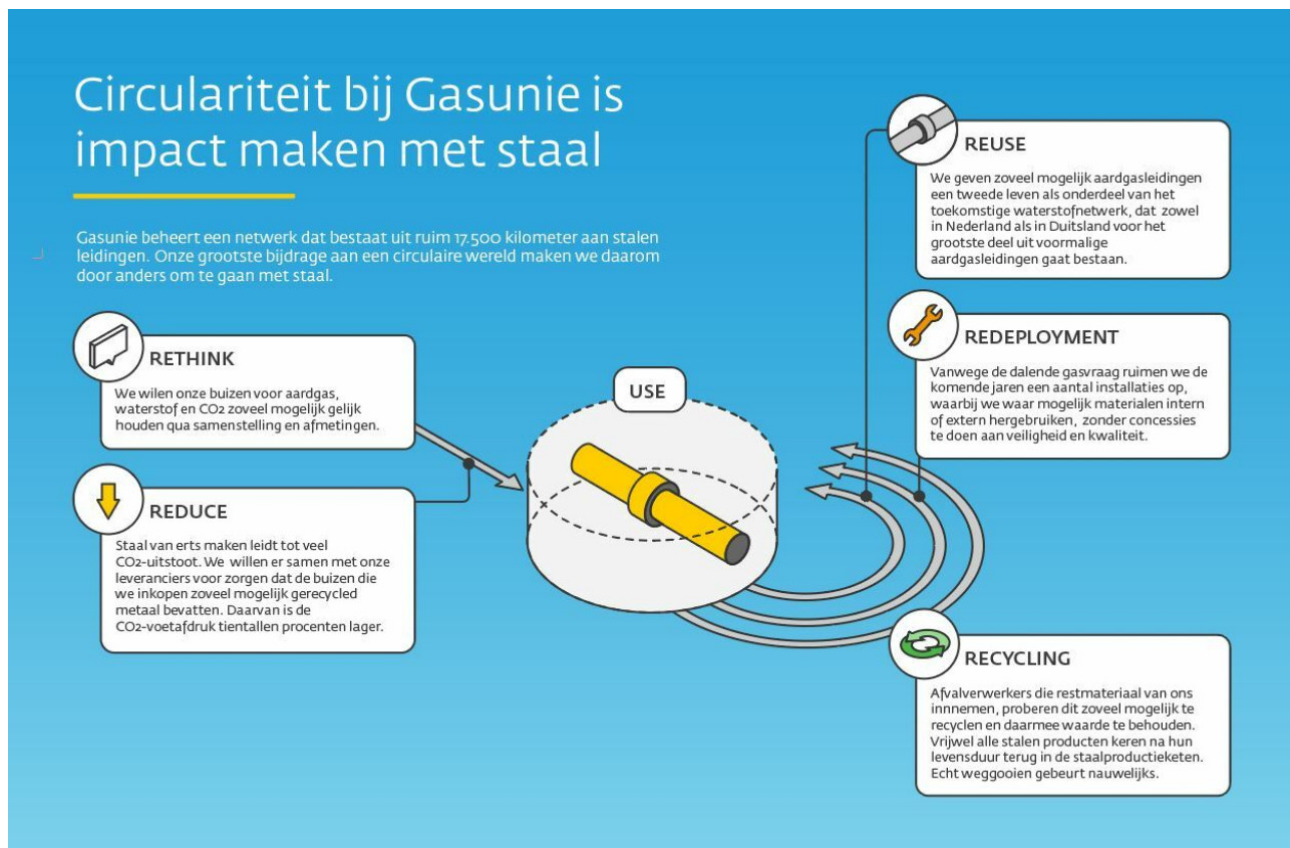 Circulariteit bij Gasunie is
impact maken met staal
Gasunie beheert een netwerk dat bestaat uit ruim 17.500 kilometer aan stalen
leidingen. Onze grootste bijdrage aan een circulaire wereld maken we daarom
door anders om te gaan met staal.
RETHINK
We wilen onze buizen voor aardgas,
waterstof en CO2 zoveel mogelijk gelijk
houden qua samenstelling en afmetingen.
REDUCE
Staal van erts maken leidt tot veel
CO2-uitstoot. We willen er samen met onze
leveranciers voor zorgen dat de buizen die
we inkopen zoveel mogelijk gerecycled
metaal bevatten. Daarvan is de
CO2-voetafdruk tientallen procenten lager.
USE
REUSE
We geven zoveel mogelijk aardgasleidingen
een tweede leven als onderdeel van het
toekomstige waterstofnetwerk, dat zowel
in Nederland als in Duitsland voor het
grootste deel uit voormalige
aardgasleidingen gaat bestaan.
REDEPLOYMENT
Vanwege de dalende gasvraag ruimen we de
komende jaren een aantal installaties op,
waarbij we waar mogelijk materialen intern
of extern hergebruiken, zonder concessies
te doen aan veiligheid en kwaliteit.
RECYCLING
Afvalverwerkers die restmateriaal van ons
innnemen, proberen dit zoveel mogelijk te
recyclen en daarmee waarde te behouden.
Vrijwel alle stalen producten keren na hun
levensduur terug in de staalproductieketen.
Echt weggooien gebeurt nauwelijks.